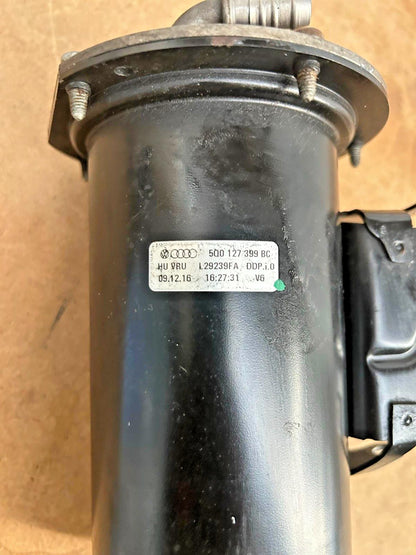 5Q0 127 399 BC
HU VRU L29239FA DDP.i.0
09.12.16 16:27:31 V6